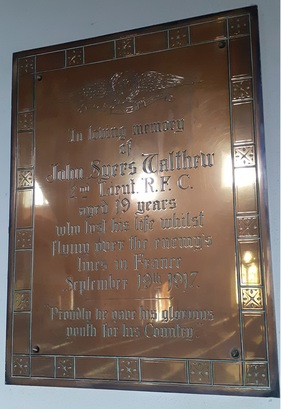 In loving memory
of
John Syers Walthew
2nd Lieut. R.F.C.
aged 19 years
who lost his life whilst
flying over the enemy's
lines in France
September 19th 1917.
Proudly he gave his glorious
youth for his Country